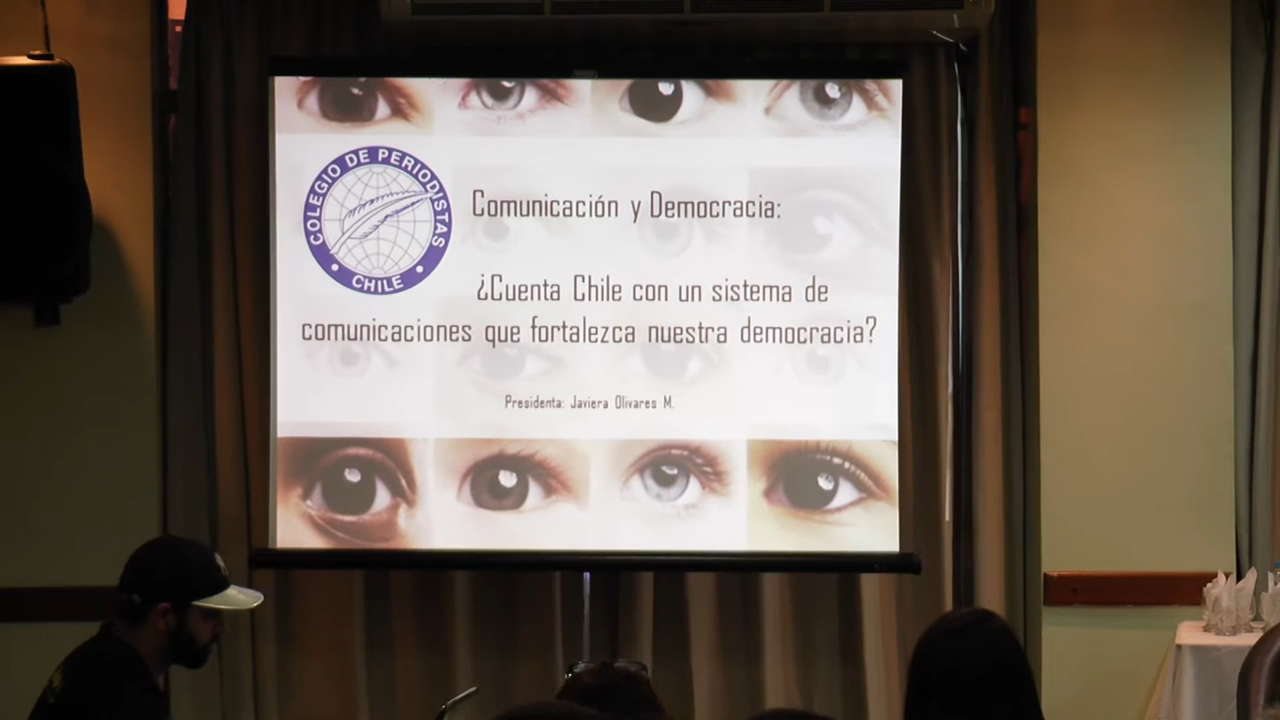 COLEGIO DE PERIODISTAS
CHILE
Comunicación y Democracia:
¿Cuenta Chile con un sistema de
comunicaciones que fortalezca nuestra democracia?
Presidenta: Javiera Olivares M.